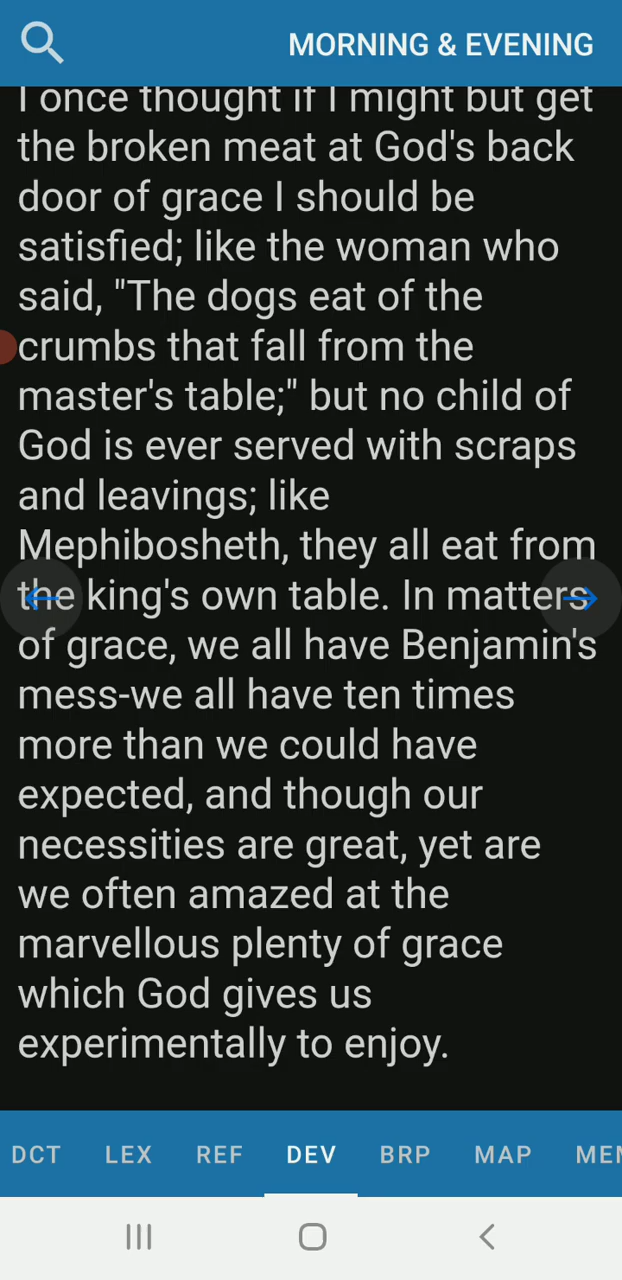 MORNING & EVENING
I once thought if I might but get
the broken meat at God's back
door of grace I should be
satisfied; like the woman who
said, "The dogs eat of the
crumbs that fall from the
master's table;" but no child of
God is ever served with scraps
and leavings; like
Mephibosheth, they all eat from
the king's own table. In matters
of grace, we all have Benjamin's
mess-we all have ten times
more than we could have
expected, and though our
necessities are great, yet are
we often amazed at the
marvellous plenty of grace
which God gives us
experimentally to enjoy.
DCT LEX REF DEV BRP MAP MEM